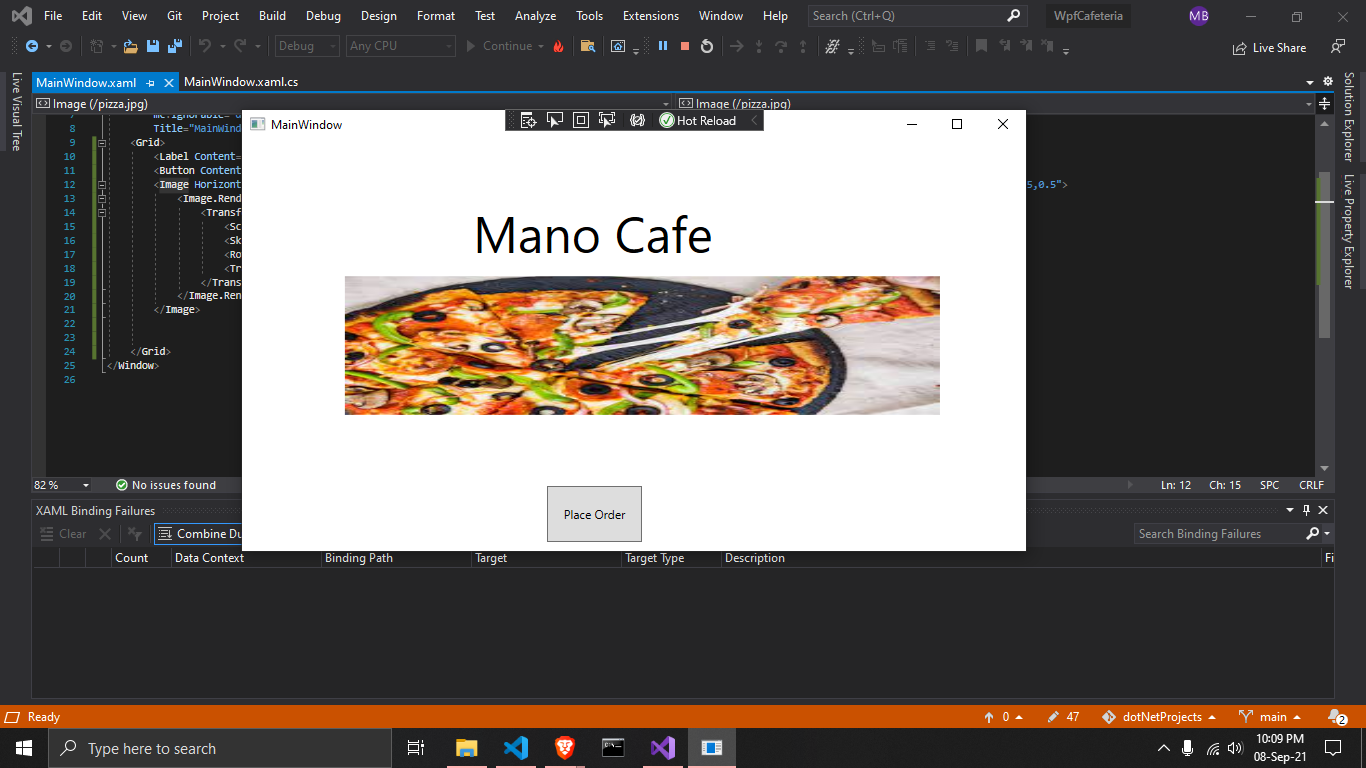 File Edit View Git Project Build Debug Design Format Test Analyze Tools Extensions Window Help Search (Ctrl+Q) WpfCafeteria MB
Debug Any CPU Continue Live Share
Live Visual Tree
MainWindow.xaml MainWindow.xaml.cs
Image (/pizza.jpg) Image (/pizza.jpg)
MainWindow Hot Reload
8 Title="MainWind
9 <Grid>
10 <Label Content=
11 <Button Content
12 <Image Horizont 5,0.5">
13 <Image.Rend
14 <Transf
15 <Sc
16 <Sk
17 <Ro
18 <Tr
19 </Transf
20 </Image.Ren
21 </Image>
22
23
24 </Grid>
25 </Window>
26
Mano Cafe
Place Order
Solution Explorer
Live Property Explorer
82 % No issues found Ln: 12 Ch: 15 SPC CRLF
XAML Binding Failures
Clear Combine Du Search Binding Failures
Count Data Context Binding Path Target Target Type Description Fi
Ready 0 47 dotNetProjects main 2
Type here to search 10:09 PM
08-Sep-21